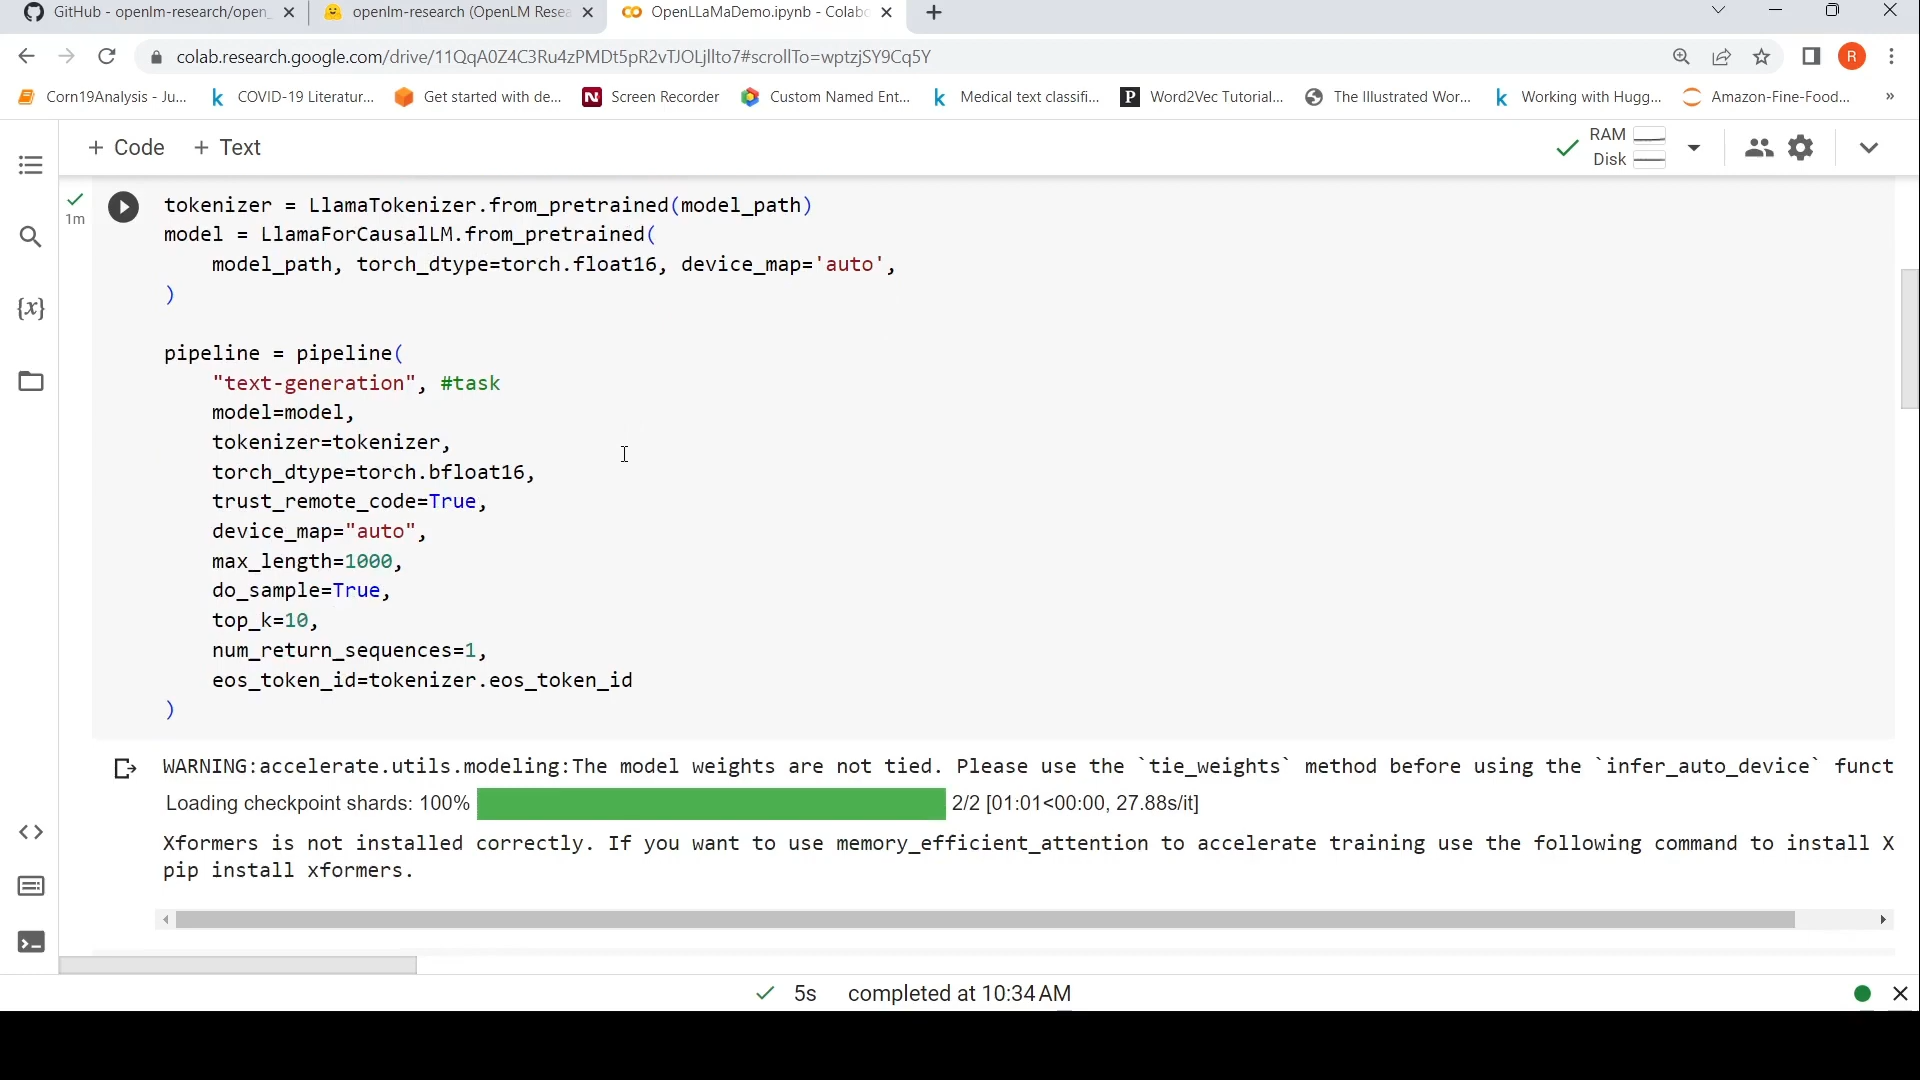 GitHub - openlm-research/open_
openlm-research (OpenLM Resea
OpenLLaMaDemo.ipynb - Colabo
colab.research.google.com/drive/11QqA0Z4C3Ru4zPMDt5pR2vTJOLjllto7#scrollTo=wptzjSY9Cq5Y
R
Corn19Analysis - Ju...
COVID-19 Literatur...
Get started with de...
Screen Recorder
Custom Named Ent...
Medical text classifi...
Word2Vec Tutorial...
The Illustrated Wor...
Working with Hugg...
Amazon-Fine-Food...
»
+ Code
+ Text
RAM
Disk
1m
{x}
tokenizer = LlamaTokenizer.from_pretrained(model_path)
model = LlamaForCausalLM.from_pretrained(
model_path, torch_dtype=torch.float16, device_map='auto',
)
pipeline = pipeline(
"text-generation", #task
model=model,
tokenizer=tokenizer,
torch_dtype=torch.bfloat16,
trust_remote_code=True,
device_map="auto",
max_length=1000,
do_sample=True,
top_k=10,
num_return_sequences=1,
eos_token_id=tokenizer.eos_token_id
)
WARNING:accelerate.utils.modeling:The model weights are not tied. Please use the `tie_weights` method before using the `infer_auto_device` funct
Loading checkpoint shards: 100% 2/2 [01:01<00:00, 27.88s/it]
Xformers is not installed correctly. If you want to use memory_efficient_attention to accelerate training use the following command to install X
pip install xformers.
5s completed at 10:34 AM